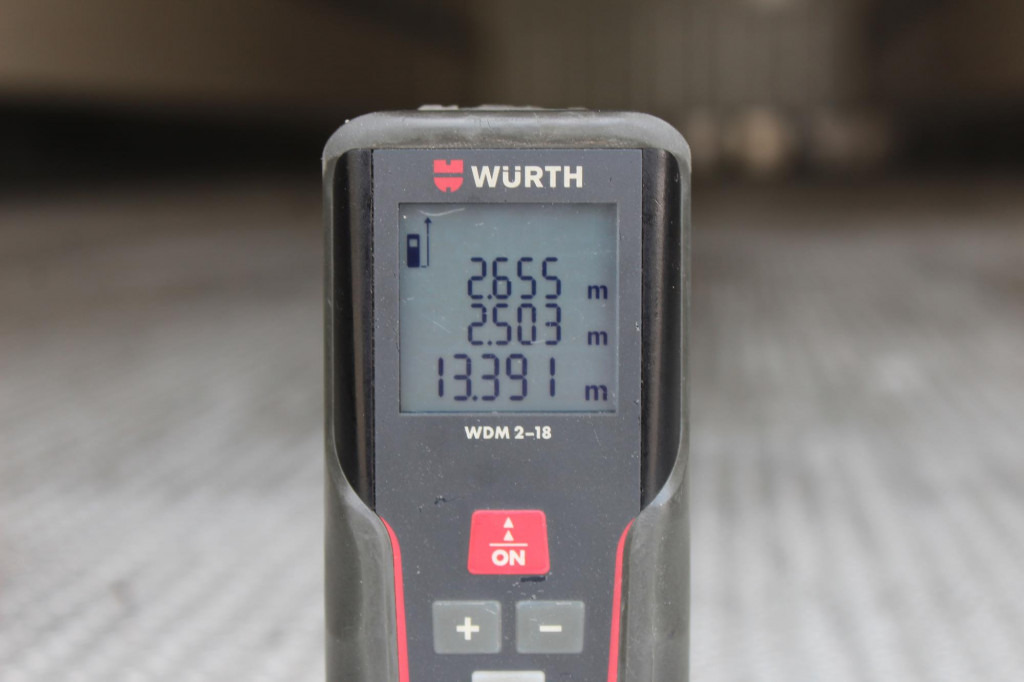 WÜRTH
2.655 m
2.503 m
13.391 m
WDM 2-18
ON
+ −